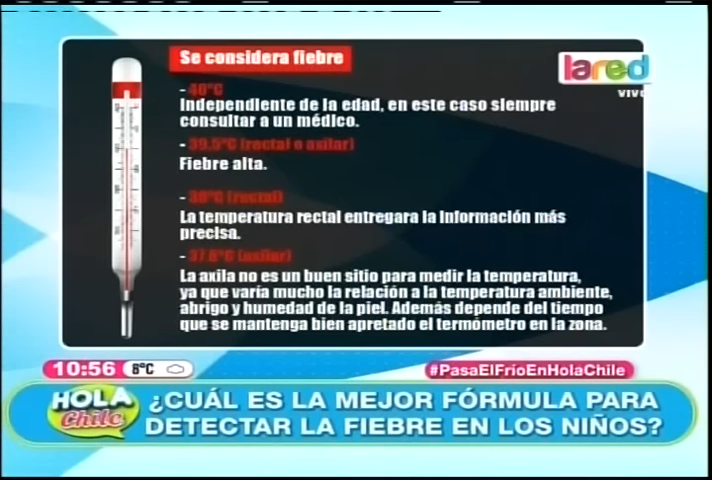 Se considera fiebre
lared
VIVO
- 40°C
Independiente de la edad, en este caso siempre
consultar a un médico.
- 39.5°C (rectal o axilar)
Fiebre alta.
- 38°C (rectal)
La temperatura rectal entregara la información más
precisa.
- 37.8°C (axilar)
La axila no es un buen sitio para medir la temperatura,
ya que varía mucho la relación a la temperatura ambiente,
abrigo y humedad de la piel. Además depende del tiempo
que se mantenga bien apretado el termómetro en la zona.
10:56 8°C
#PasaElFríoEnHolaChile
HOLA
Chile
¿CUÁL ES LA MEJOR FÓRMULA PARA
DETECTAR LA FIEBRE EN LOS NIÑOS?